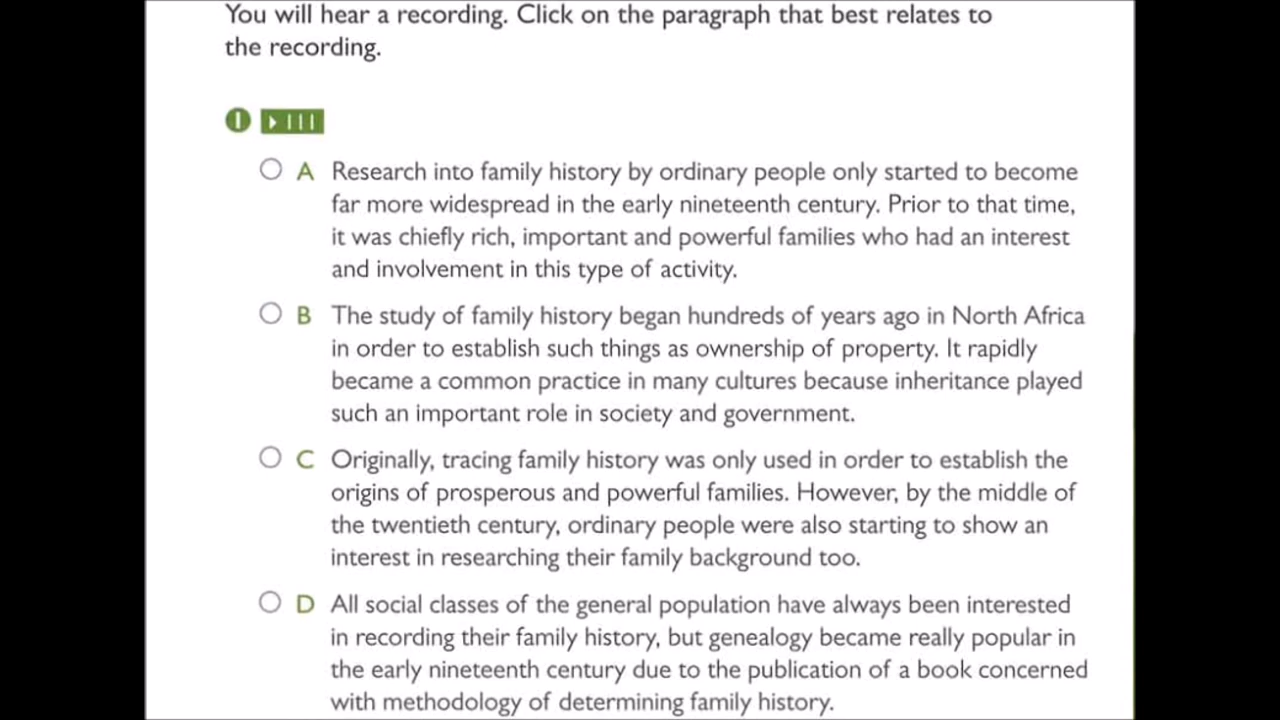 You will hear a recording. Click on the paragraph that best relates to
the recording.
1
A Research into family history by ordinary people only started to become
far more widespread in the early nineteenth century. Prior to that time,
it was chiefly rich, important and powerful families who had an interest
and involvement in this type of activity.
B The study of family history began hundreds of years ago in North Africa
in order to establish such things as ownership of property. It rapidly
became a common practice in many cultures because inheritance played
such an important role in society and government.
C Originally, tracing family history was only used in order to establish the
origins of prosperous and powerful families. However, by the middle of
the twentieth century, ordinary people were also starting to show an
interest in researching their family background too.
D All social classes of the general population have always been interested
in recording their family history, but genealogy became really popular in
the early nineteenth century due to the publication of a book concerned
with methodology of determining family history.